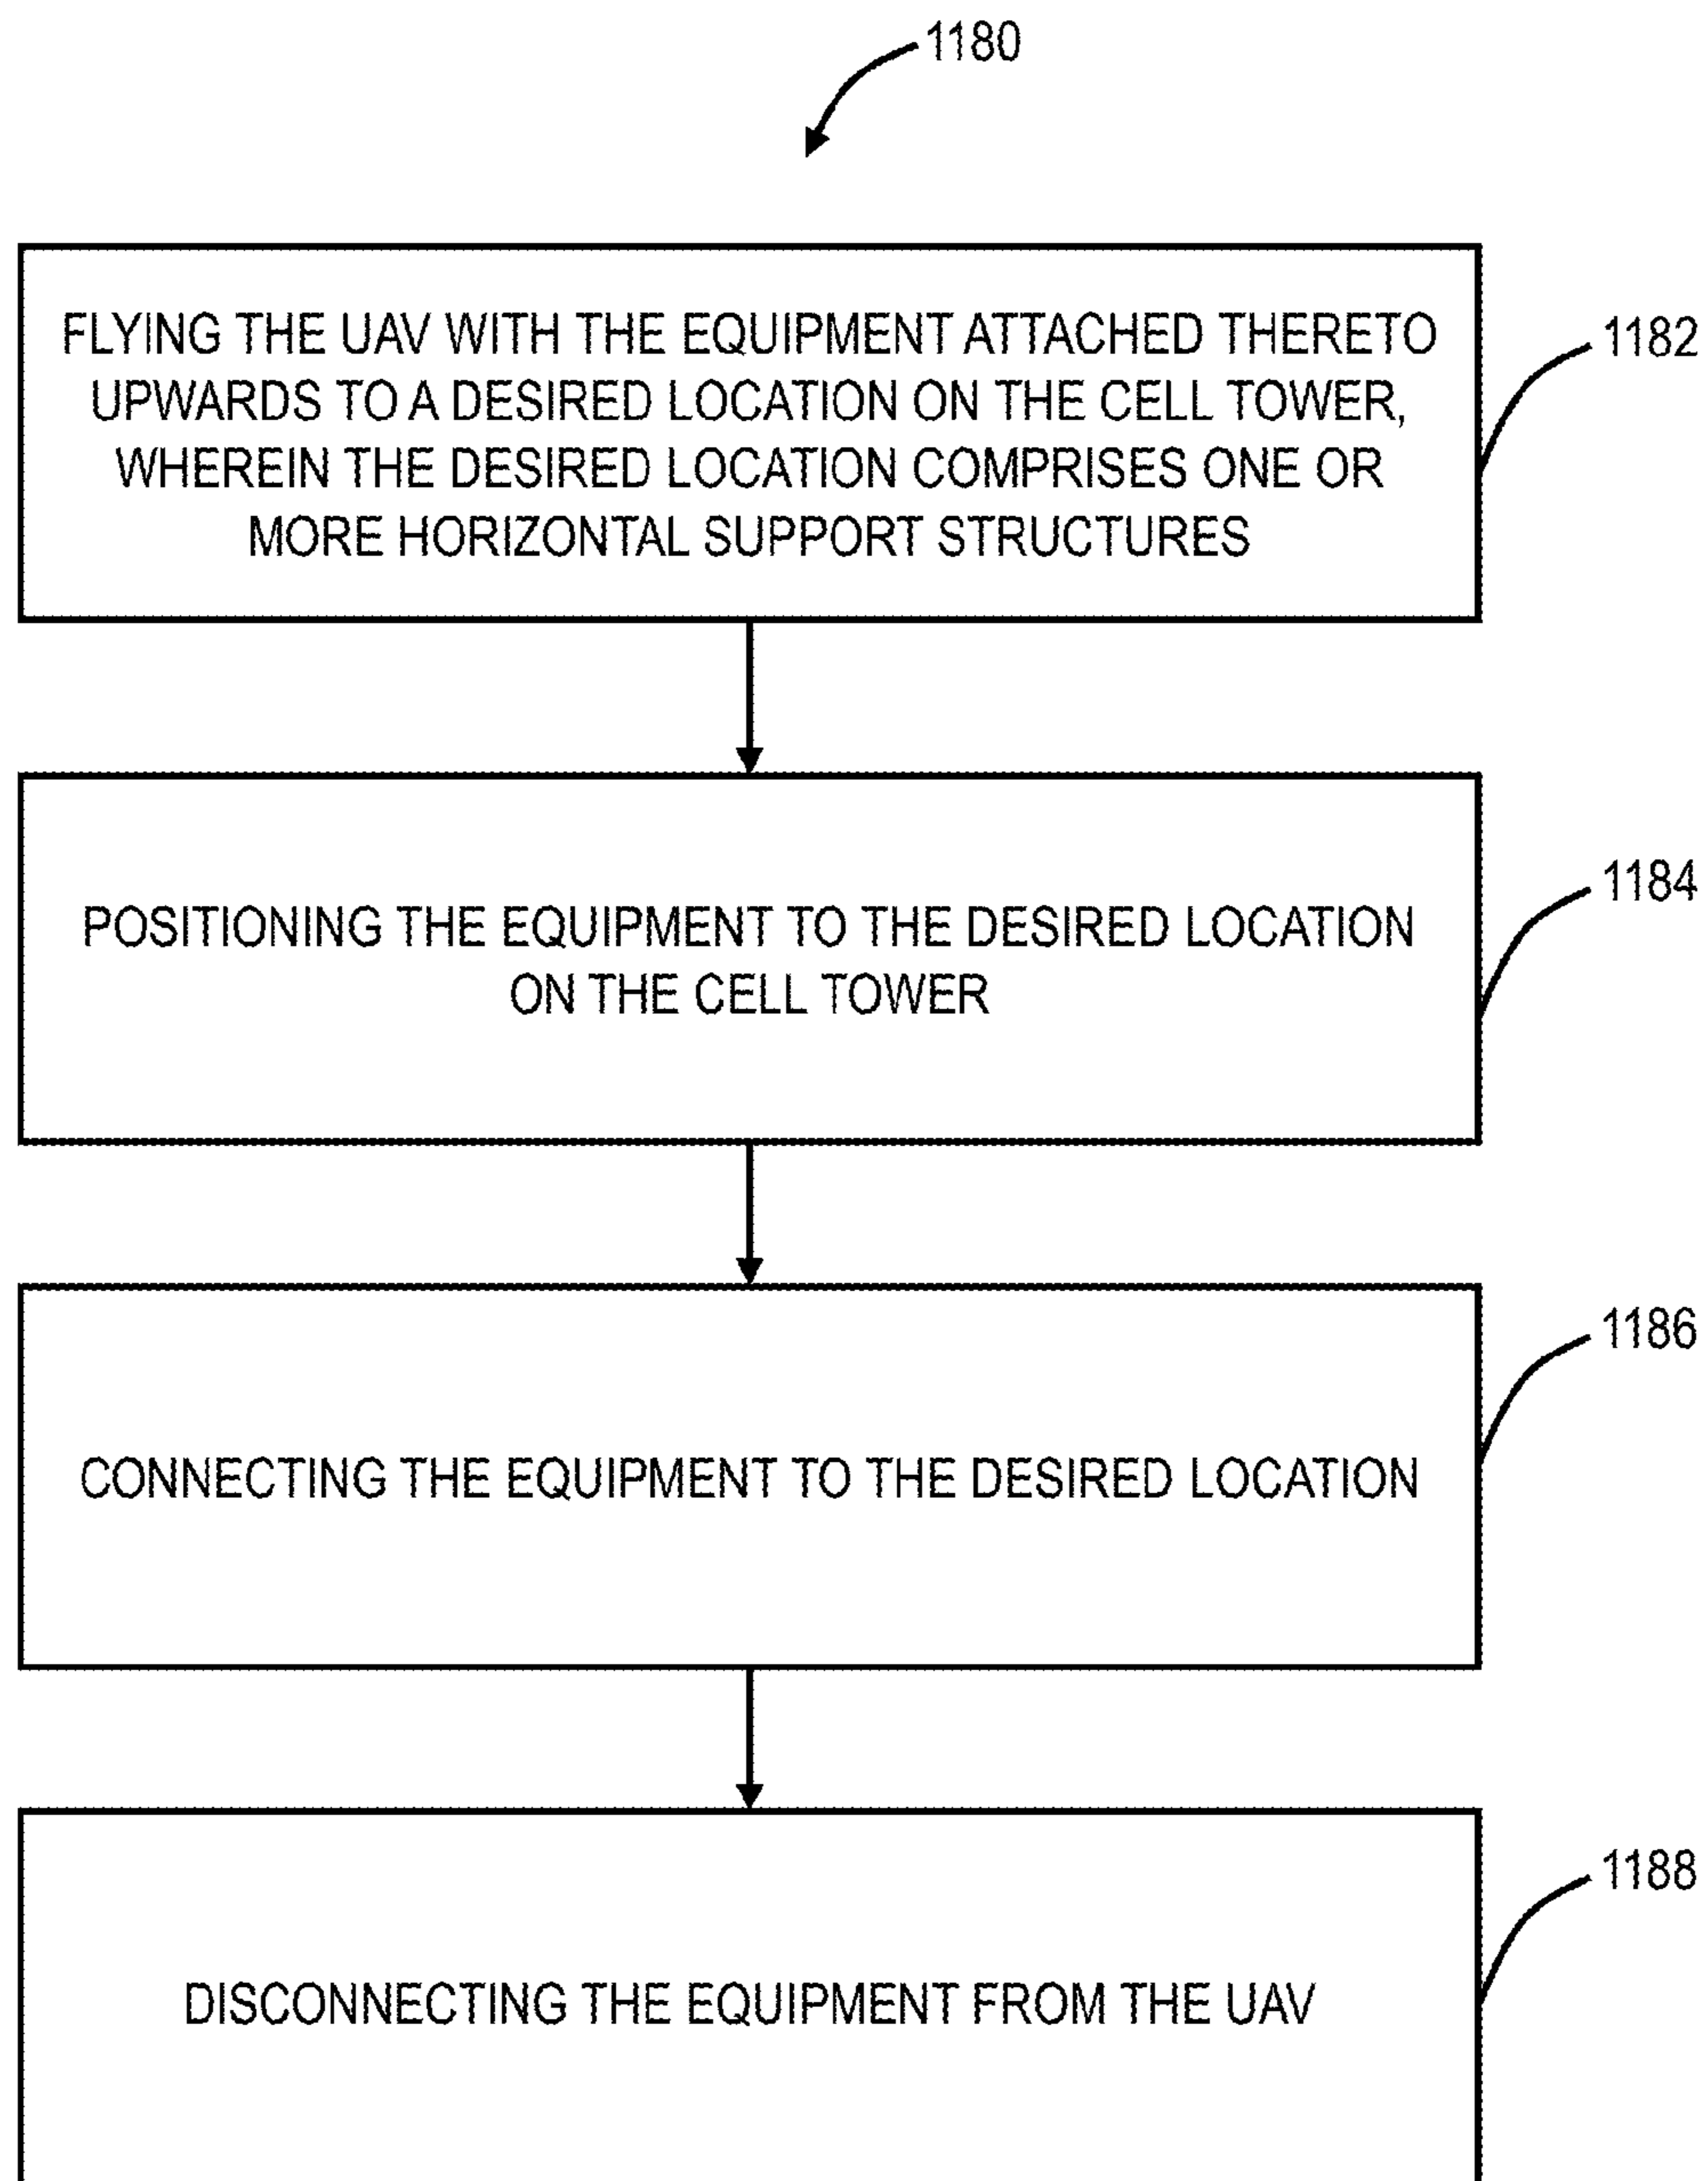 1180
FLYING THE UAV WITH THE EQUIPMENT ATTACHED THERETO
UPWARDS TO A DESIRED LOCATION ON THE CELL TOWER,
WHEREIN THE DESIRED LOCATION COMPRISES ONE OR
MORE HORIZONTAL SUPPORT STRUCTURES
1182
POSITIONING THE EQUIPMENT TO THE DESIRED LOCATION
ON THE CELL TOWER
1184
CONNECTING THE EQUIPMENT TO THE DESIRED LOCATION
1186
DISCONNECTING THE EQUIPMENT FROM THE UAV
1188